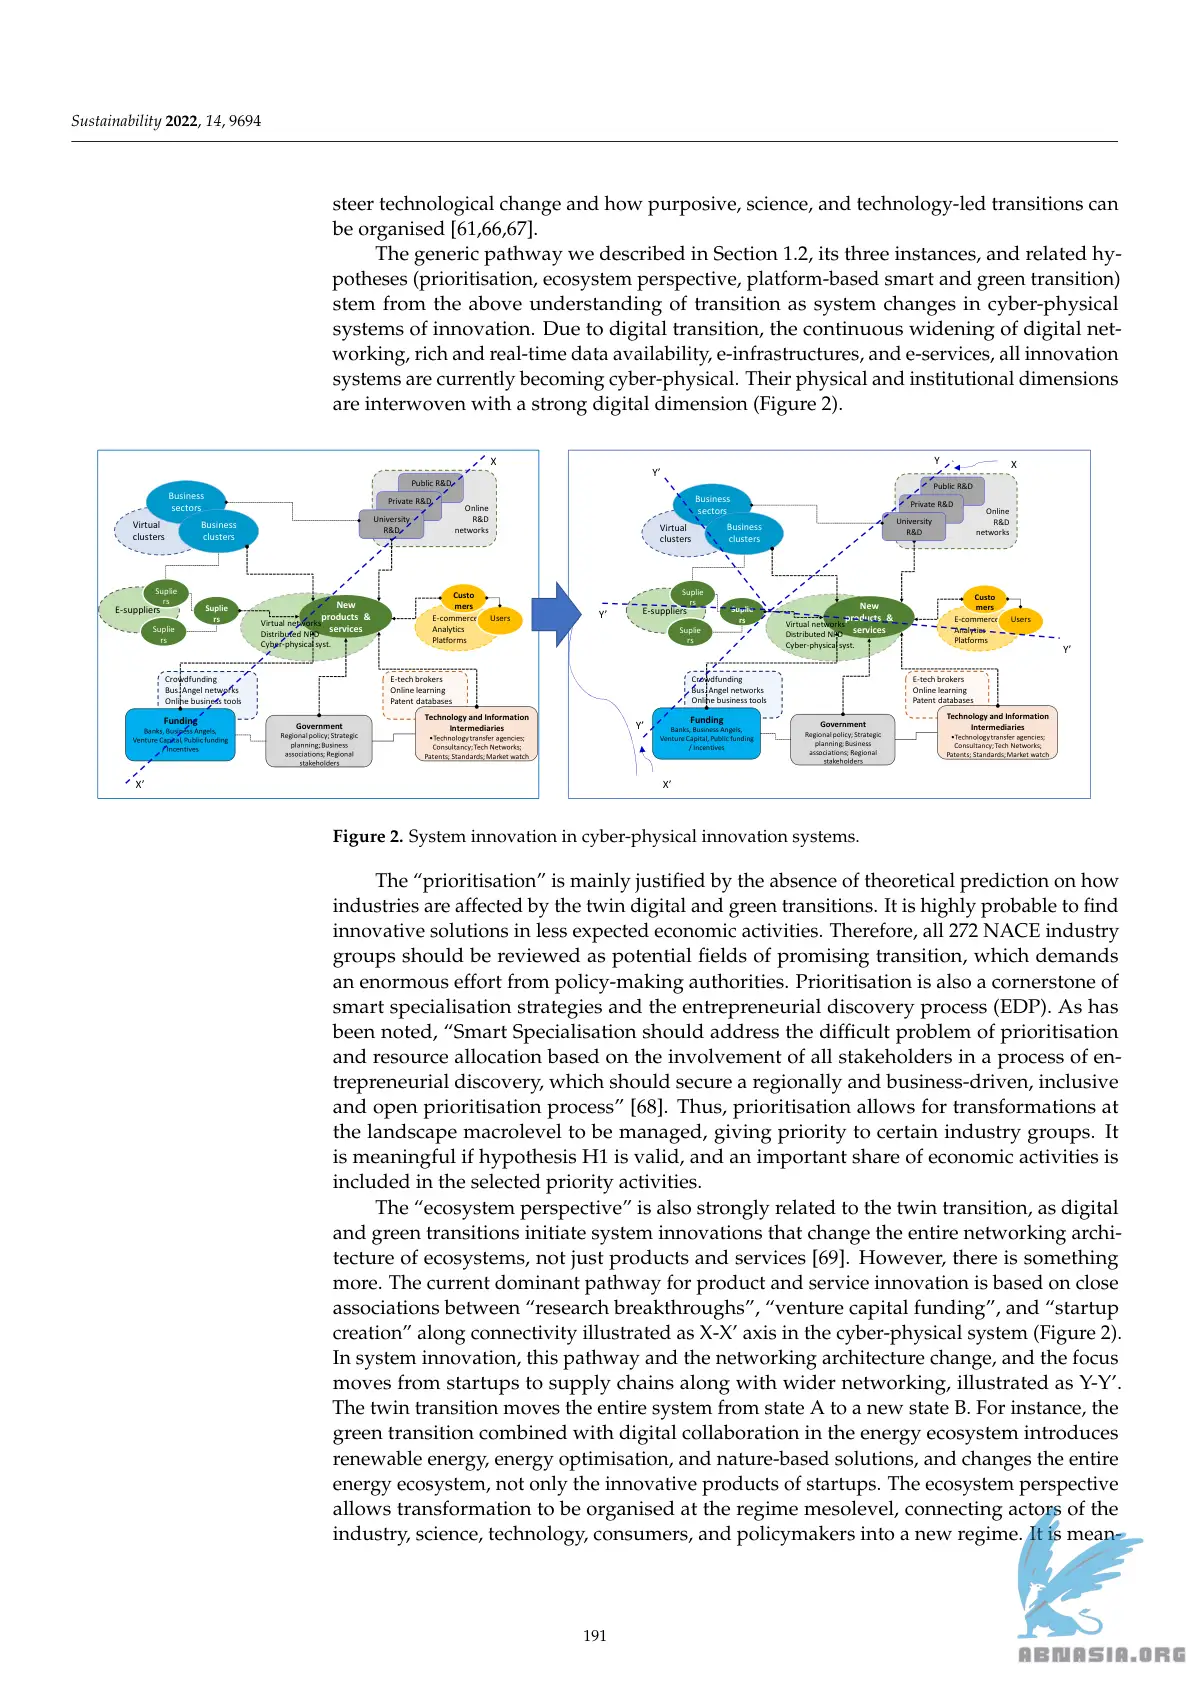 Sustainability 2022, 14, 9694
steer technological change and how purposive, science, and technology-led transitions can
be organised [61,66,67].
The generic pathway we described in Section 1.2, its three instances, and related hy-
potheses (prioritisation, ecosystem perspective, platform-based smart and green transition)
stem from the above understanding of transition as system changes in cyber-physical
systems of innovation. Due to digital transition, the continuous widening of digital net-
working, rich and real-time data availability, e-infrastructures, and e-services, all innovation
systems are currently becoming cyber-physical. Their physical and institutional dimensions
are interwoven with a strong digital dimension (Figure 2).
X
Public R&D
Private R&D
University
R&D
Online
R&D
networks
Business
sectors
Virtual
clusters
Business
clusters
Suplie
rs
E-suppliers
Suplie
rs
Suplie
rs
New
products &
services
Virtual networks
Distributed NPD
Cyber-physical syst.
Custo
mers
E-commerce
Analytics
Platforms
Users
Crowdfunding
Bus. Angel networks
Online business tools
E-tech brokers
Online learning
Patent databases
Funding
Banks, Business Angels,
Venture Capital, Public funding
/ Incentives
Government
Regional policy; Strategic
planning; Business
associations; Regional
stakeholders
Technology and Information
Intermediaries
•Technology transfer agencies;
Consultancy; Tech Networks;
Patents; Standards; Market watch
X’
Y
X
Y’
Public R&D
Private R&D
University
R&D
Online
R&D
networks
Business
sectors
Virtual
clusters
Business
clusters
Suplie
rs
E-suppliers
Suplie
rs
Suplie
rs
Y’
New
products &
services
Virtual networks
Distributed NPD
Cyber-physical syst.
Custo
mers
E-commerce
Analytics
Platforms
Users
Y’
Crowdfunding
Bus. Angel networks
Online business tools
E-tech brokers
Online learning
Patent databases
Y’
Funding
Banks, Business Angels,
Venture Capital, Public funding
/ Incentives
Government
Regional policy; Strategic
planning; Business
associations; Regional
stakeholders
Technology and Information
Intermediaries
•Technology transfer agencies;
Consultancy; Tech Networks;
Patents; Standards; Market watch
X’
Figure 2. System innovation in cyber-physical innovation systems.
The “prioritisation” is mainly justified by the absence of theoretical prediction on how
industries are affected by the twin digital and green transitions. It is highly probable to find
innovative solutions in less expected economic activities. Therefore, all 272 NACE industry
groups should be reviewed as potential fields of promising transition, which demands
an enormous effort from policy-making authorities. Prioritisation is also a cornerstone of
smart specialisation strategies and the entrepreneurial discovery process (EDP). As has
been noted, “Smart Specialisation should address the difficult problem of prioritisation
and resource allocation based on the involvement of all stakeholders in a process of en-
trepreneurial discovery, which should secure a regionally and business-driven, inclusive
and open prioritisation process” [68]. Thus, prioritisation allows for transformations at
the landscape macrolevel to be managed, giving priority to certain industry groups. It
is meaningful if hypothesis H1 is valid, and an important share of economic activities is
included in the selected priority activities.
The “ecosystem perspective” is also strongly related to the twin transition, as digital
and green transitions initiate system innovations that change the entire networking archi-
tecture of ecosystems, not just products and services [69]. However, there is something
more. The current dominant pathway for product and service innovation is based on close
associations between “research breakthroughs”, “venture capital funding”, and “startup
creation” along connectivity illustrated as X-X’ axis in the cyber-physical system (Figure 2).
In system innovation, this pathway and the networking architecture change, and the focus
moves from startups to supply chains along with wider networking, illustrated as Y-Y’.
The twin transition moves the entire system from state A to a new state B. For instance, the
green transition combined with digital collaboration in the energy ecosystem introduces
renewable energy, energy optimisation, and nature-based solutions, and changes the entire
energy ecosystem, not only the innovative products of startups. The ecosystem perspective
allows transformation to be organised at the regime mesolevel, connecting actors of the
industry, science, technology, consumers, and policymakers into a new regime. It is mean-
191
ABNASIA.ORG